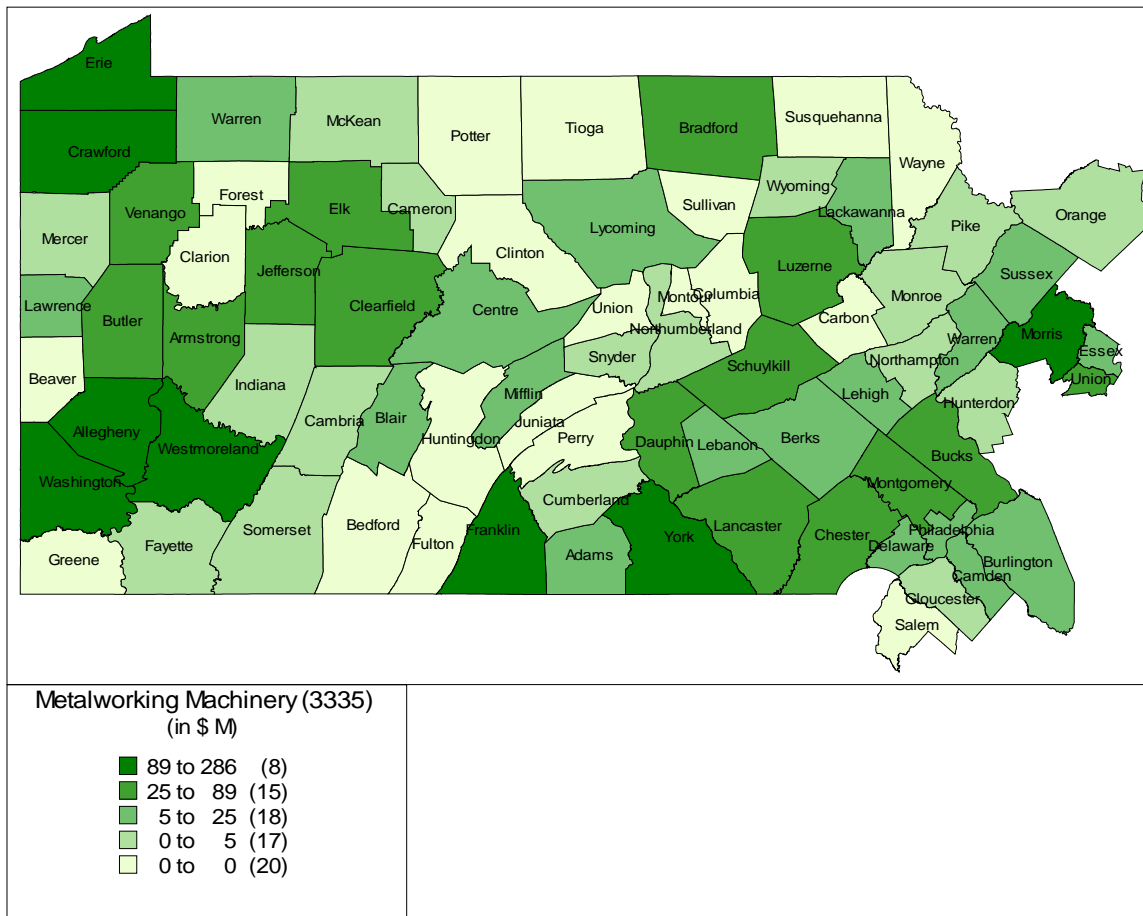 Erie
Warren
McKean
Potter
Tioga
Bradford
Susquehanna
Wayne
Crawford
Forest
Venango
Elk
Cameron
Sullivan
Wyoming
Lackawanna
Pike
Orange
Mercer
Clarion
Jefferson
Clinton
Lycoming
Luzerne
Monroe
Sussex
Lawrence
Butler
Armstrong
Clearfield
Centre
Union
Montour
Columbia
Northumberland
Carbon
Warren
Morris
Essex
Union
Beaver
Indiana
Snyder
Schuylkill
Northampton
Hunterdon
Allegheny
Westmoreland
Cambria
Blair
Huntingdon
Mifflin
Juniata
Perry
Dauphin
Lebanon
Berks
Lehigh
Bucks
Washington
Montgomery
Greene
Fayette
Somerset
Bedford
Fulton
Franklin
Cumberland
Adams
York
Lancaster
Chester
Delaware
Philadelphia
Burlington
Camden
Gloucester
Salem
Metalworking Machinery (3335)
(in $ M)
89 to 286 (8)
25 to 89 (15)
5 to 25 (18)
0 to 5 (17)
0 to 0 (20)